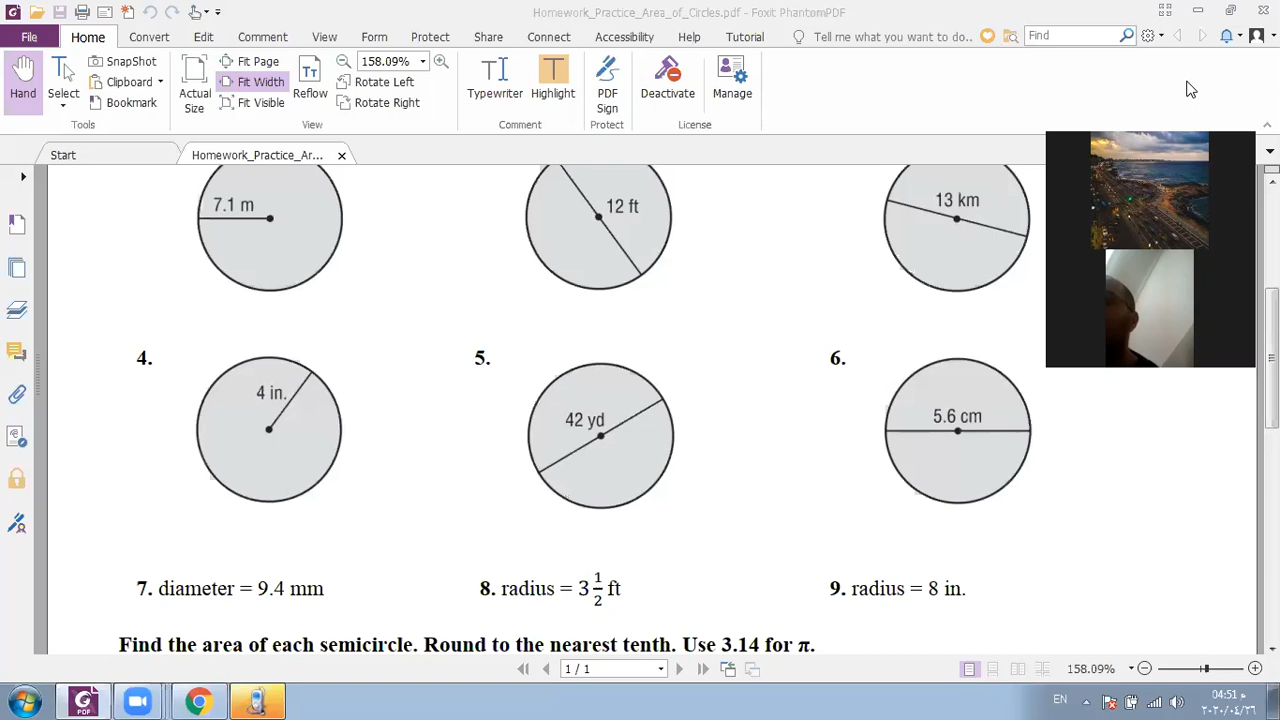 Homework_Practice_Area_of_Circles.pdf - Foxit PhantomPDF
File Home Convert Edit Comment View Form Protect Share Connect Accessibility Help Tutorial Tell me what you want to do.. Find
Hand
Select
SnapShot
Clipboard
Bookmark
Actual Size
Fit Page
Fit Width
Fit Visible
Reflow
158.09%
Rotate Left
Rotate Right
Typewriter
Highlight
PDF Sign
Deactivate
Manage
Tools View Comment Protect License
Start Homework_Practice_Ar...
7.1 m 12 ft 13 km
4. 5. 6.
4 in. 42 yd 5.6 cm
7. diameter = 9.4 mm 8. radius = 3 1/2 ft 9. radius = 8 in.
Find the area of each semicircle. Round to the nearest tenth. Use 3.14 for π.
1 / 1 158.09%
PDF EN 04:51 م
٢٠٢٠/٠٤/٢٦